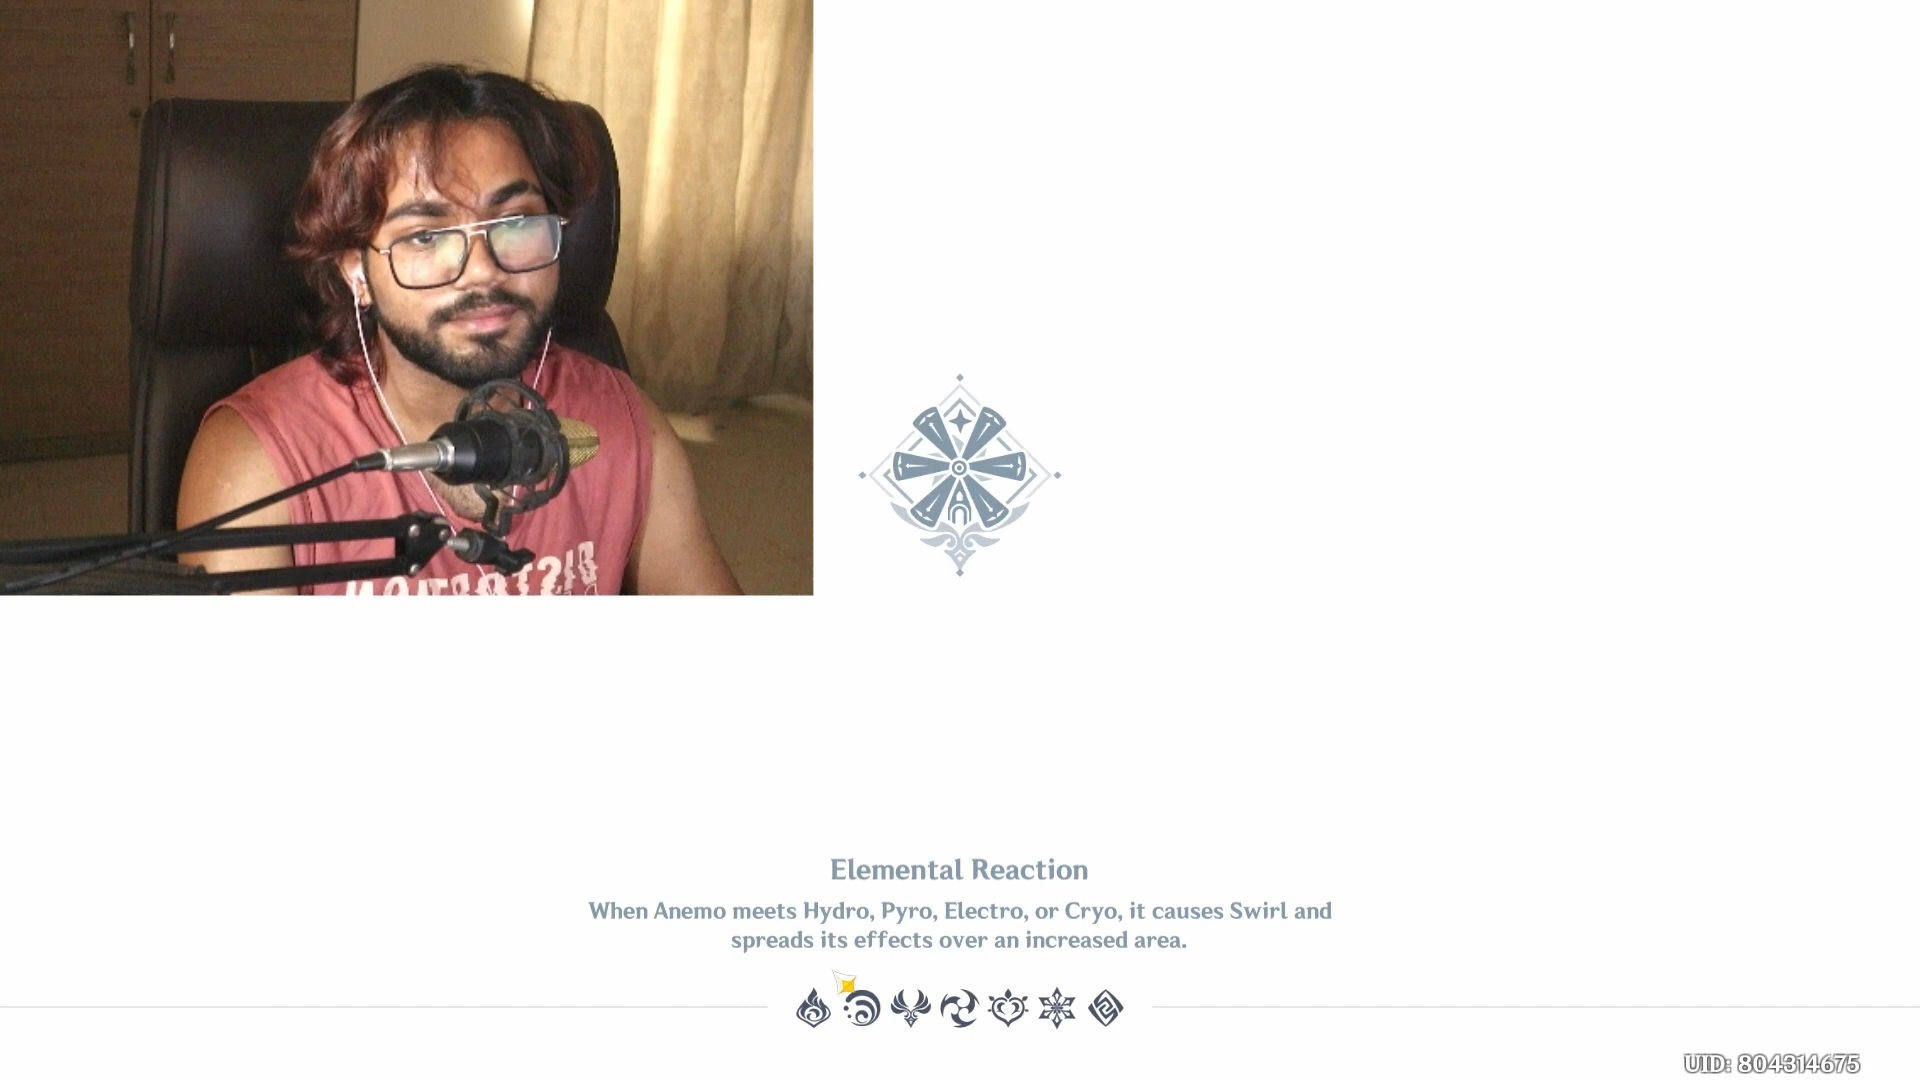 Elemental Reaction
When Anemo meets Hydro, Pyro, Electro, or Cryo, it causes Swirl and
spreads its effects over an increased area.
UID: 804314675